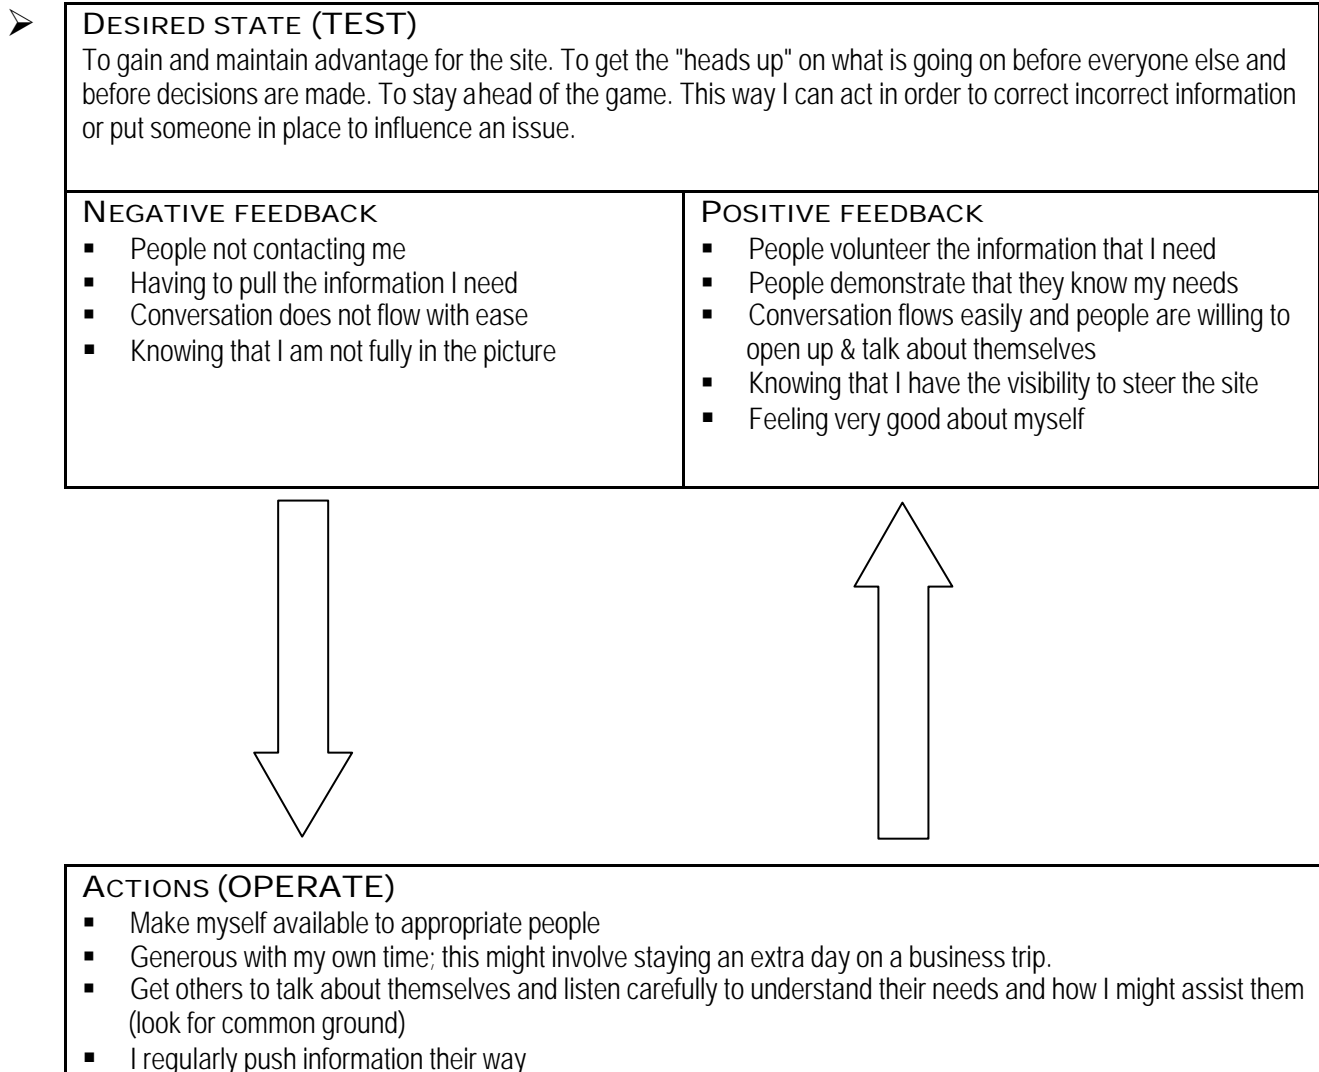 ➢ DESIRED STATE (TEST)
To gain and maintain advantage for the site. To get the "heads up" on what is going on before everyone else and
before decisions are made. To stay ahead of the game. This way I can act in order to correct incorrect information
or put someone in place to influence an issue.
NEGATIVE FEEDBACK
▪ People not contacting me
▪ Having to pull the information I need
▪ Conversation does not flow with ease
▪ Knowing that I am not fully in the picture
POSITIVE FEEDBACK
▪ People volunteer the information that I need
▪ People demonstrate that they know my needs
▪ Conversation flows easily and people are willing to
open up & talk about themselves
▪ Knowing that I have the visibility to steer the site
▪ Feeling very good about myself
ACTIONS (OPERATE)
▪ Make myself available to appropriate people
▪ Generous with my own time; this might involve staying an extra day on a business trip.
▪ Get others to talk about themselves and listen carefully to understand their needs and how I might assist them
(look for common ground)
▪ I regularly push information their way